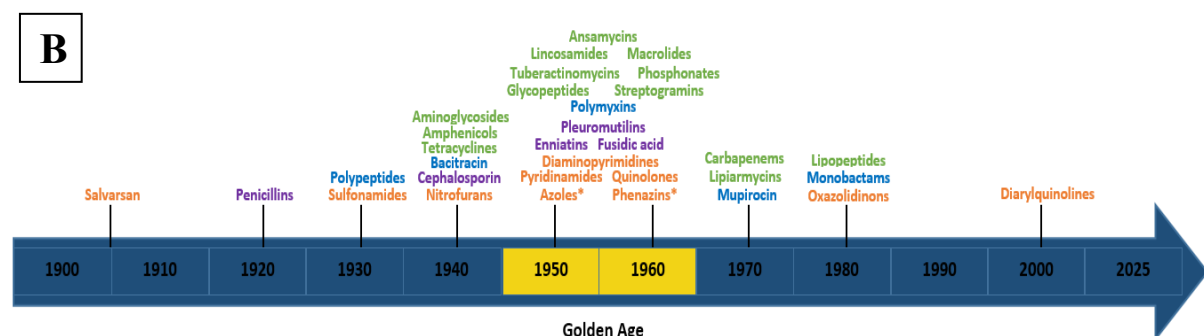 B
Ansamycins
Lincosamides Macrolides
Tuberactinomycins Phosphonates
Glycopeptides Streptogramins
Polymyxins
Aminoglycosides
Amphenicols
Tetracyclines
Pleuromutilins
Enniatins Fusidic acid
Bacitracin
Diaminopyrimidines
Carbapenems
Lipopeptides
Polypeptides
Cephalosporin
Pyridinamides Quinolones
Lipiarmycins
Monobactams
Salvarsan
Penicillins
Sulfonamides
Nitrofurans
Azoles* Phenazins*
Mupirocin
Oxazolidinons
Diarylquinolines
1900 1910 1920 1930 1940 1950 1960 1970 1980 1990 2000 2025
Golden Age